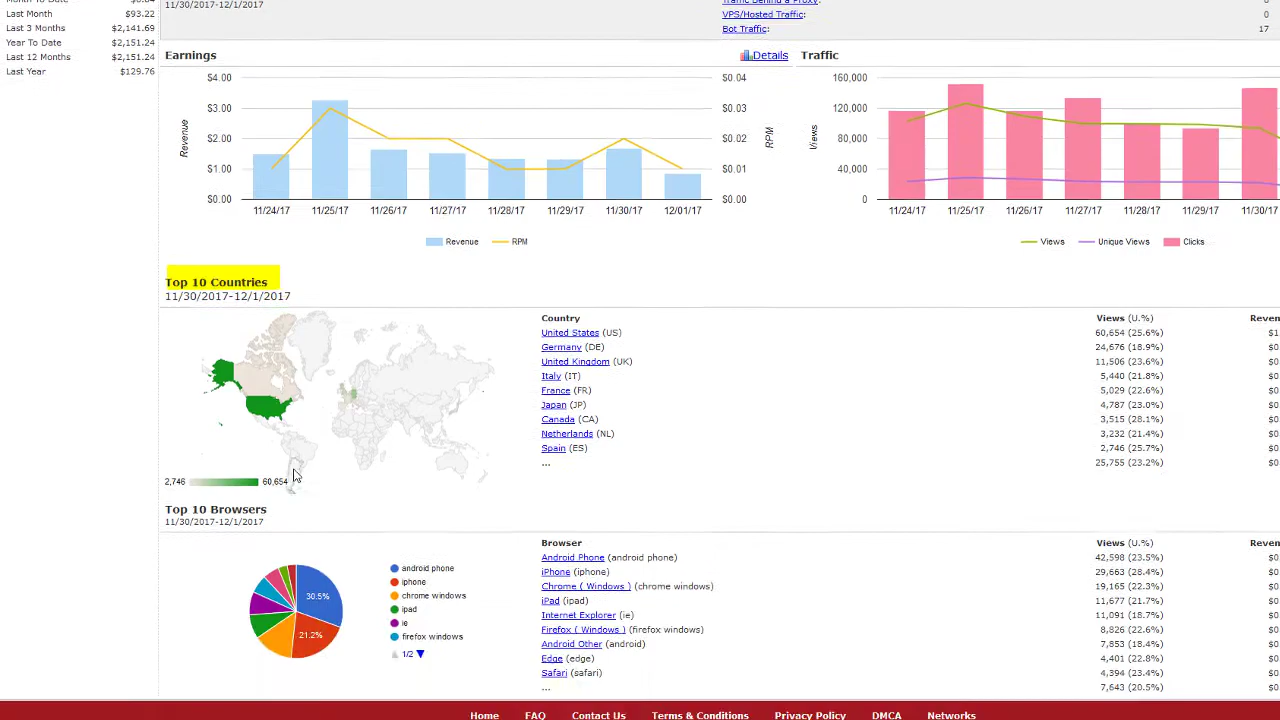 Last Month $93.22
Last 3 Months $2,141.69
Year To Date $2,151.24
Last 12 Months $2,151.24
Last Year $129.76
11/30/2017-12/1/2017
VPS/Hosted Traffic: 0
Bot Traffic: 17
Earnings Details
$4.00 $0.04
$3.00 $0.03
$2.00 $0.02
$1.00 $0.01
$0.00 $0.00
Revenue
RPM
11/24/17 11/25/17 11/26/17 11/27/17 11/28/17 11/29/17 11/30/17 12/01/17
Revenue RPM
Traffic
160,000
120,000
80,000
40,000
0
Views
11/24/17 11/25/17 11/26/17 11/27/17 11/28/17 11/29/17 11/30/17
Views Unique Views Clicks
Top 10 Countries
11/30/2017-12/1/2017
2,746 60,654
Country Views (U.%)
United States (US) 60,654 (25.6%)
Germany (DE) 24,676 (18.9%)
United Kingdom (UK) 11,506 (23.6%)
Italy (IT) 5,440 (21.8%)
France (FR) 5,029 (22.6%)
Japan (JP) 4,787 (23.0%)
Canada (CA) 3,515 (28.1%)
Netherlands (NL) 3,232 (21.4%)
Spain (ES) 2,746 (25.7%)
... 25,755 (23.2%)
Top 10 Browsers
11/30/2017-12/1/2017
30.5%
21.2%
android phone
iphone
chrome windows
ipad
ie
firefox windows
1/2
Browser Views (U.%)
Android Phone (android phone) 42,598 (23.5%)
iPhone (iphone) 29,663 (28.4%)
Chrome ( Windows ) (chrome windows) 19,165 (22.3%)
iPad (ipad) 11,677 (21.7%)
Internet Explorer (ie) 11,091 (18.7%)
Firefox ( Windows ) (firefox windows) 8,826 (22.6%)
Android Other (android) 7,853 (18.4%)
Edge (edge) 4,401 (22.8%)
Safari (safari) 4,394 (23.4%)
... 7,643 (20.5%)
Home FAQ Contact Us Terms & Conditions Privacy Policy DMCA Networks